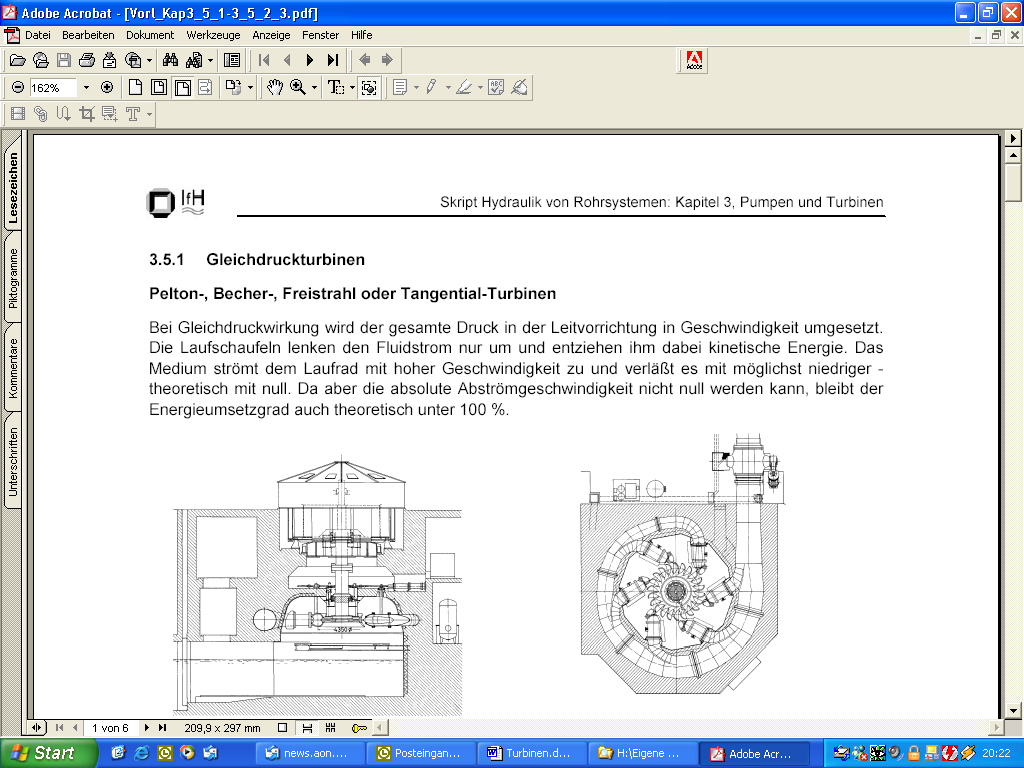 Adobe Acrobat - [Vorl_Kap3_5_1-3_5_2_3.pdf]
Datei Bearbeiten Dokument Werkzeuge Anzeige Fenster Hilfe
Adobe
162%
Lesezeichen
Piktogramme
Kommentare
Unterschriften
IfH
Skript Hydraulik von Rohrsystemen: Kapitel 3, Pumpen und Turbinen
3.5.1 Gleichdruckturbinen
Pelton-, Becher-, Freistrahl oder Tangential-Turbinen
Bei Gleichdruckwirkung wird der gesamte Druck in der Leitvorrichtung in Geschwindigkeit umgesetzt.
Die Laufschaufeln lenken den Fluidstrom nur um und entziehen ihm dabei kinetische Energie. Das
Medium strömt dem Laufrad mit hoher Geschwindigkeit zu und verläßt es mit möglichst niedriger -
theoretisch mit null. Da aber die absolute Abströmgeschwindigkeit nicht null werden kann, bleibt der
Energieumsetzgrad auch theoretisch unter 100 %.
4350 ø
1 von 6 209,9 x 297 mm
Start news.aon.... Posteingan... Turbinen.d... H:\Eigene ... Adobe Acr... 20:22